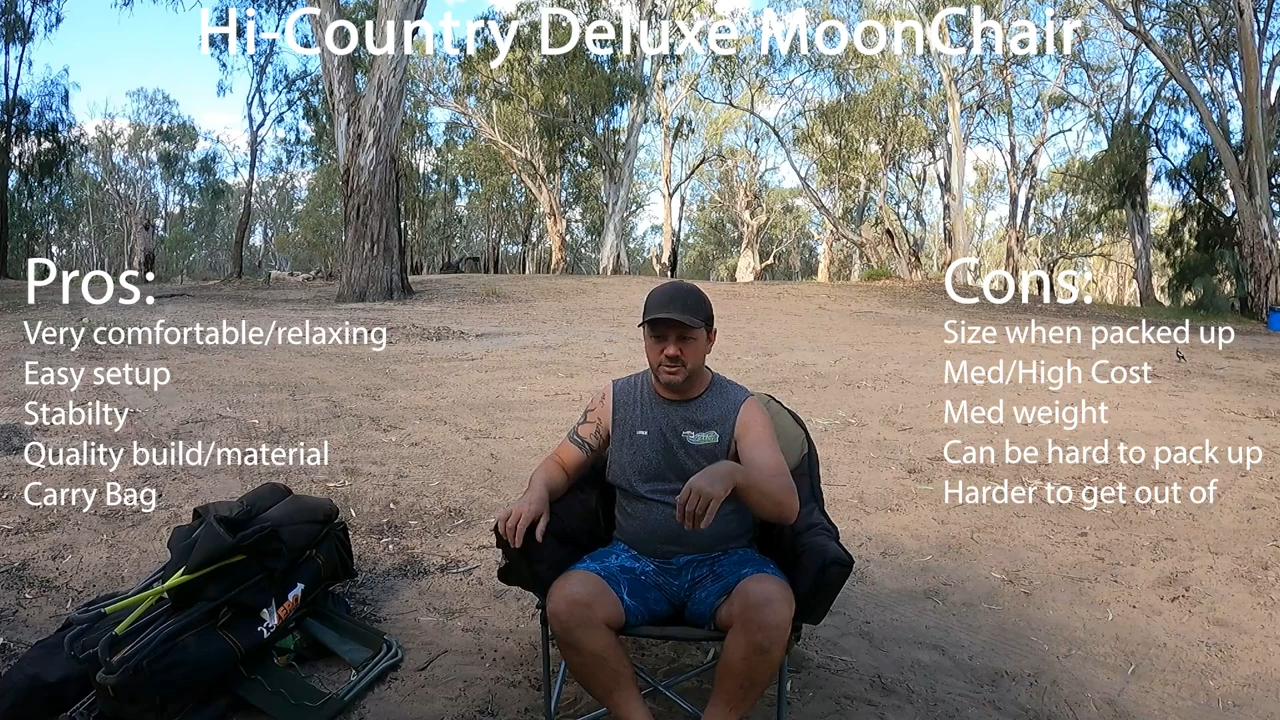 Hi-Country Deluxe MoonChair
Pros:
Very comfortable/relaxing
Easy setup
Stabilty
Quality build/material
Carry Bag
Cons:
Size when packed up
Med/High Cost
Med weight
Can be hard to pack up
Harder to get out of